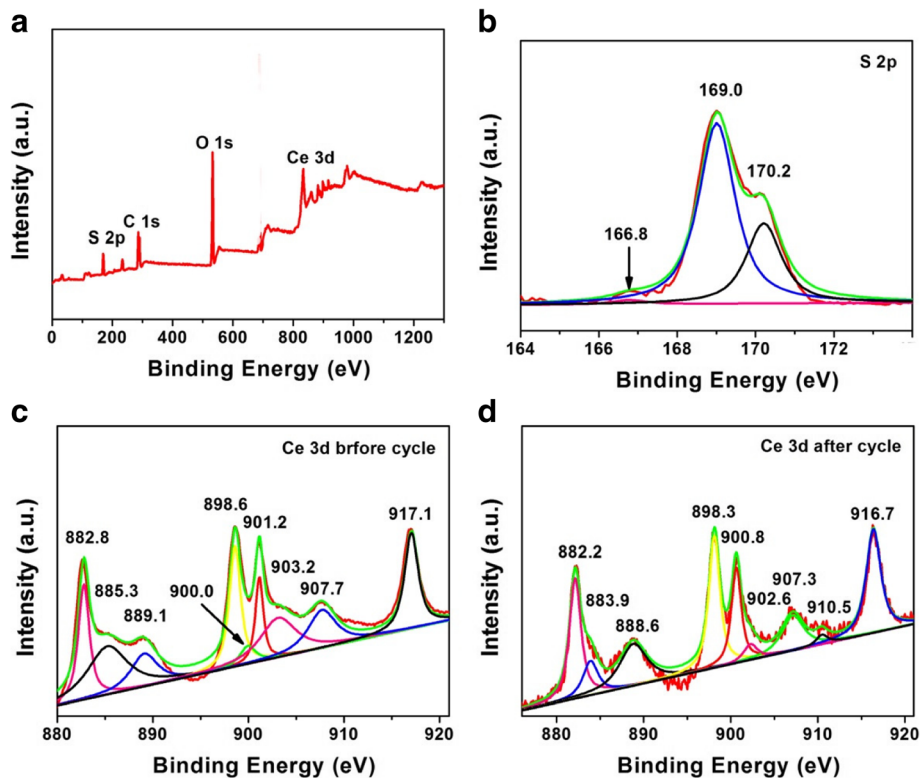 a
Intensity (a.u.)
S 2p
C 1s
O 1s
Ce 3d
0 200 400 600 800 1000 1200
Binding Energy (eV)
b
Intensity (a.u.)
S 2p
169.0
170.2
166.8
164 166 168 170 172
Binding Energy (eV)
c
Intensity (a.u.)
Ce 3d brfore cycle
882.8
885.3
889.1
898.6
900.0
901.2
903.2
907.7
917.1
880 890 900 910 920
Binding Energy (eV)
d
Intensity (a.u.)
Ce 3d after cycle
882.2
883.9
888.6
898.3
900.8
902.6
907.3
910.5
916.7
880 890 900 910 920
Binding Energy (eV)